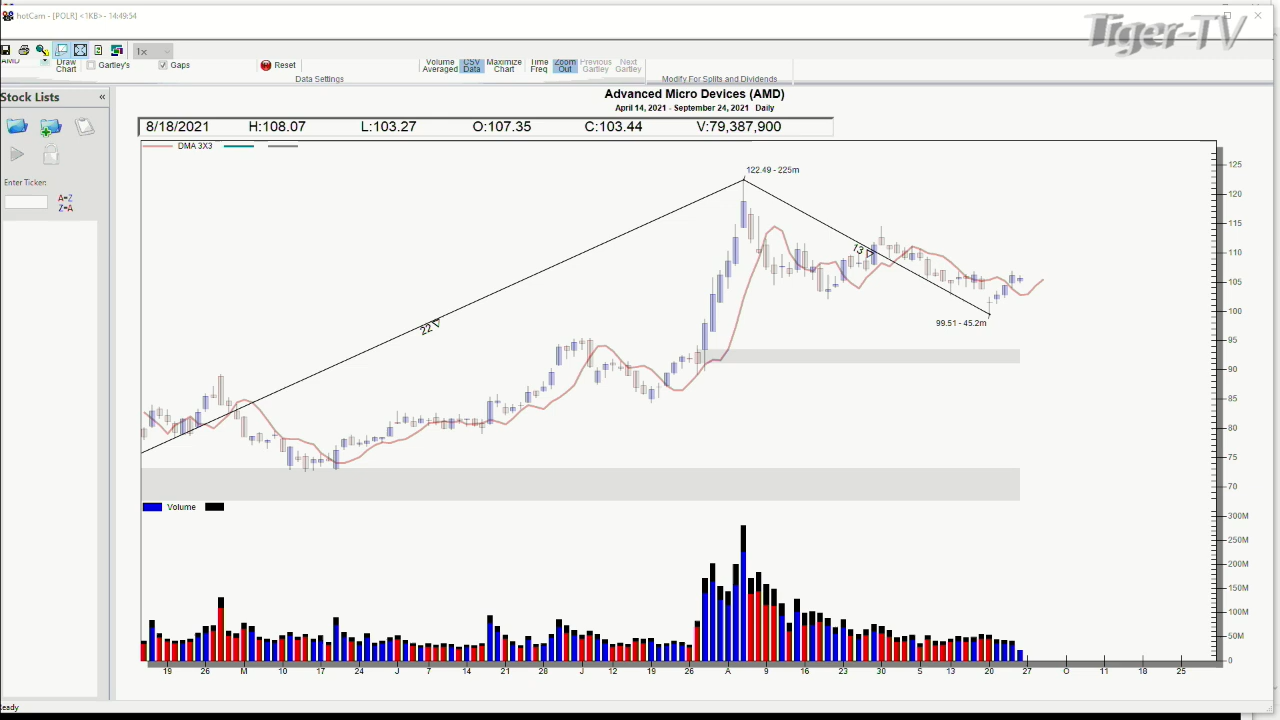 hotCam - [POLR] <1KB> - 14:49:54
Tiger-TV
1x
AMD
Draw Chart
Gartley's
Gaps
Reset
Volume Averaged
CSV Data
Maximize Chart
Time Freq
Zoom Out
Previous Gartley
Next Gartley
Data Settings
Modify For Splits and Dividends
Stock Lists «
Enter Ticker:
A=Z
Z=A
Advanced Micro Devices (AMD)
April 14, 2021 - September 24, 2021 Daily
8/18/2021 H:108.07 L:103.27 O:107.35 C:103.44 V:79,387,900
DMA 3X3
122.49 - 225m
13
22
99.51 - 45.2m
125
120
115
110
105
100
95
90
85
80
75
70
Volume
300M
250M
200M
150M
100M
50M
0
19 26 M 10 17 24 7 14 21 28 J 12 19 26 A 9 16 23 30 S 13 20 27 O 11 18 25
eady